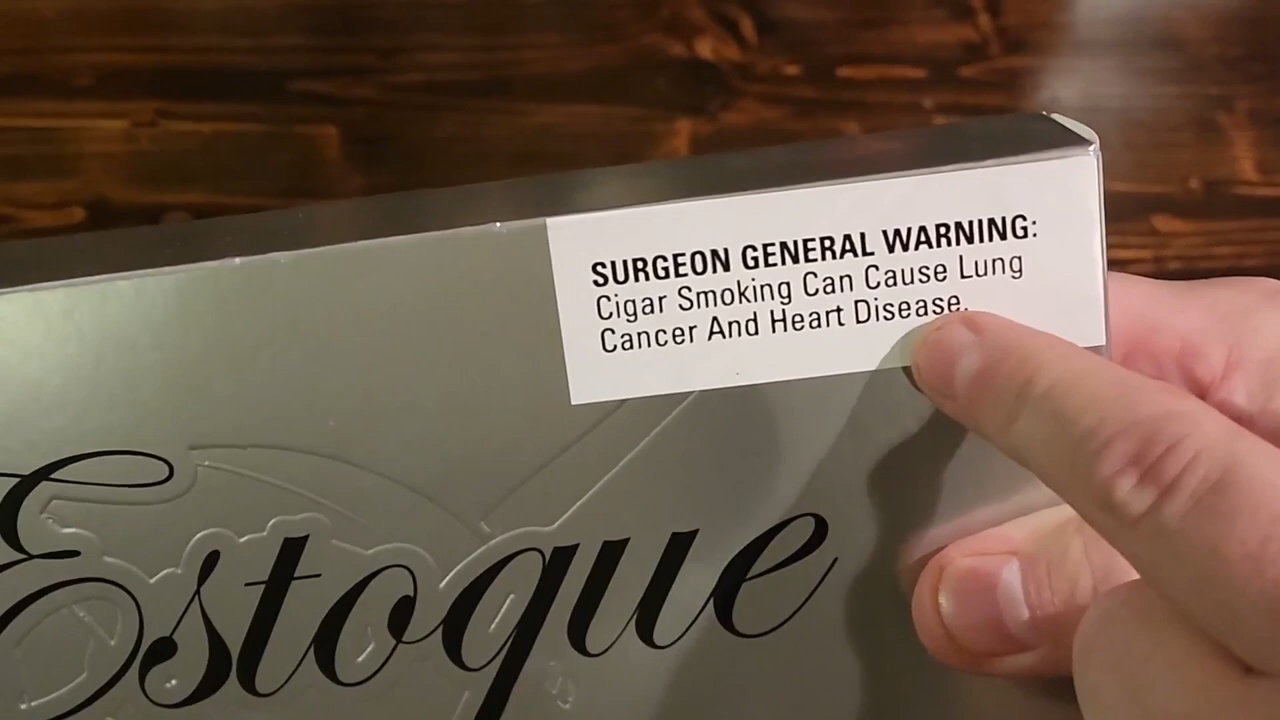 SURGEON GENERAL WARNING:
Cigar Smoking Can Cause Lung
Cancer And Heart Disease.
Estoque